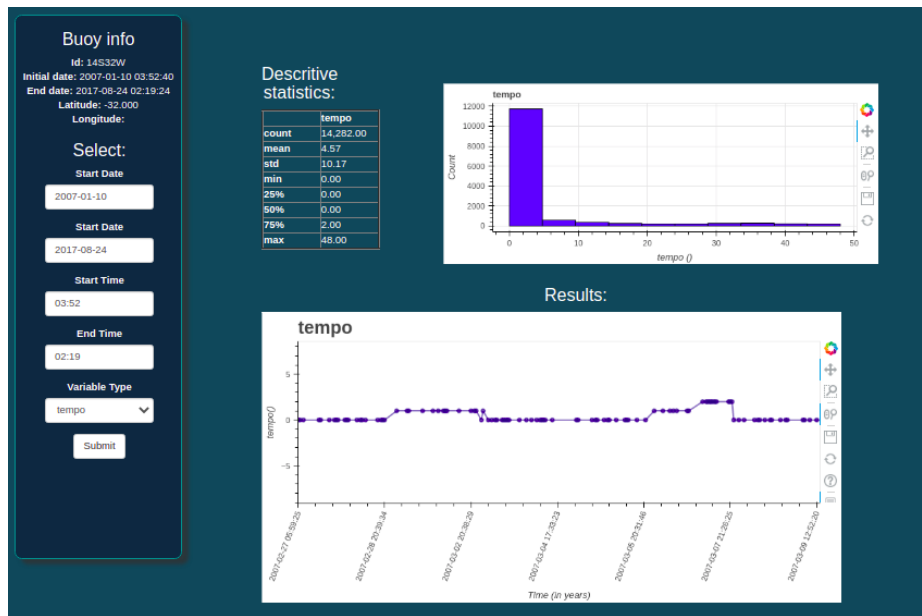 Buoy info
Id: 14S32W
Initial date: 2007-01-10 03:52:40
End date: 2017-08-24 02:19:24
Latitude: -32.000
Longitude:
Select:
Start Date
2007-01-10
Start Date
2017-08-24
Start Time
03:52
End Time
02:19
Variable Type
tempo
Submit
Descritive
statistics:
tempo
count 14,282.00
mean 4.57
std 10.17
min 0.00
25% 0.00
50% 0.00
75% 2.00
max 48.00
tempo
Count
12000
10000
8000
6000
4000
2000
0
0 10 20 30 40 50
tempo ()
Results:
tempo
tempo()
5
0
−5
2007-02-27 05:59:25
2007-02-28 20:39:34
2007-03-02 20:38:29
2007-03-04 17:33:23
2007-03-05 20:31:46
2007-03-07 21:26:25
2007-03-09 12:52:30
Time (in years)